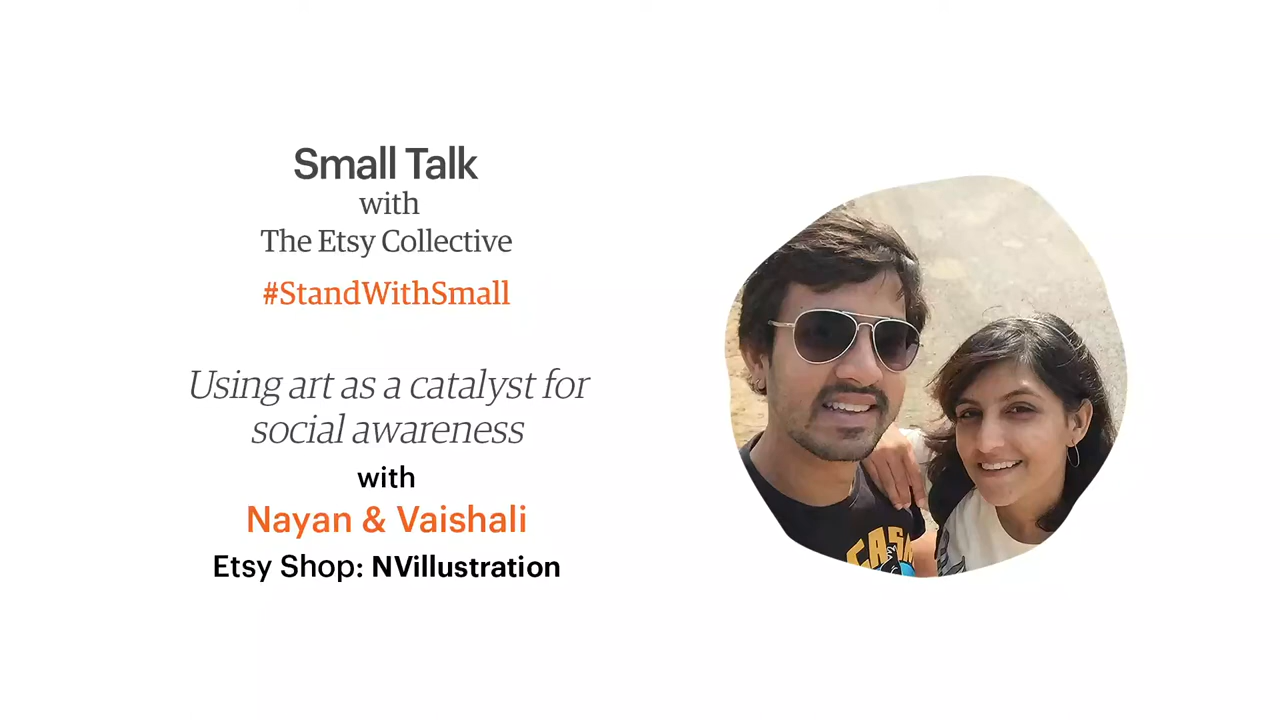 Small Talk
with
The Etsy Collective
#StandWithSmall
Using art as a catalyst for
social awareness
with
Nayan & Vaishali
Etsy Shop: NVillustration